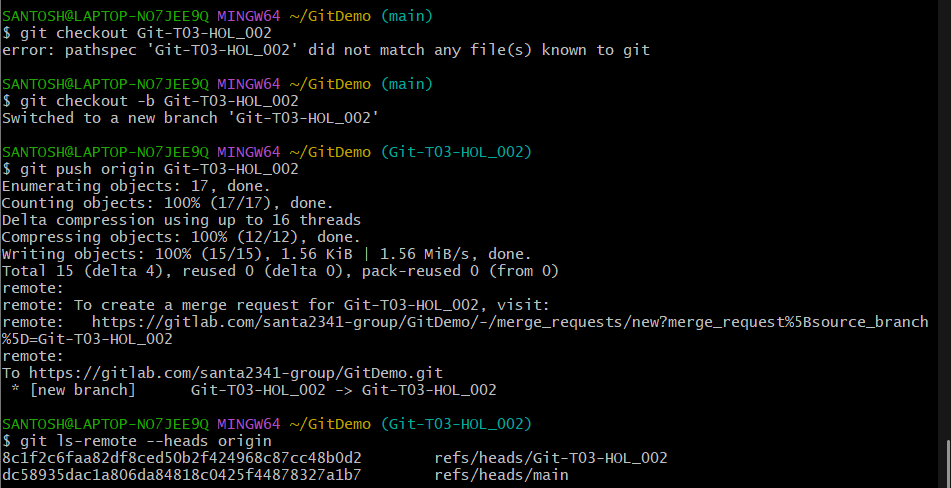 SANTOSH@LAPTOP-NO7JEE9Q MINGW64 ~/GitDemo (main)
$ git checkout Git-T03-HOL_002
error: pathspec 'Git-T03-HOL_002' did not match any file(s) known to git
SANTOSH@LAPTOP-NO7JEE9Q MINGW64 ~/GitDemo (main)
$ git checkout -b Git-T03-HOL_002
Switched to a new branch 'Git-T03-HOL_002'
SANTOSH@LAPTOP-NO7JEE9Q MINGW64 ~/GitDemo (Git-T03-HOL_002)
$ git push origin Git-T03-HOL_002
Enumerating objects: 17, done.
Counting objects: 100% (17/17), done.
Delta compression using up to 16 threads
Compressing objects: 100% (12/12), done.
Writing objects: 100% (15/15), 1.56 KiB | 1.56 MiB/s, done.
Total 15 (delta 4), reused 0 (delta 0), pack-reused 0 (from 0)
remote:
remote: To create a merge request for Git-T03-HOL_002, visit:
remote:   https://gitlab.com/santa2341-group/GitDemo/-/merge_requests/new?merge_request%5Bsource_branch
%5D=Git-T03-HOL_002
remote:
To https://gitlab.com/santa2341-group/GitDemo.git
 * [new branch]      Git-T03-HOL_002 -> Git-T03-HOL_002
SANTOSH@LAPTOP-NO7JEE9Q MINGW64 ~/GitDemo (Git-T03-HOL_002)
$ git ls-remote --heads origin
8c1f2c6faa82df8ced50b2f424968c87cc48b0d2        refs/heads/Git-T03-HOL_002
dc58935dac1a806da84818c0425f44878327a1b7        refs/heads/main